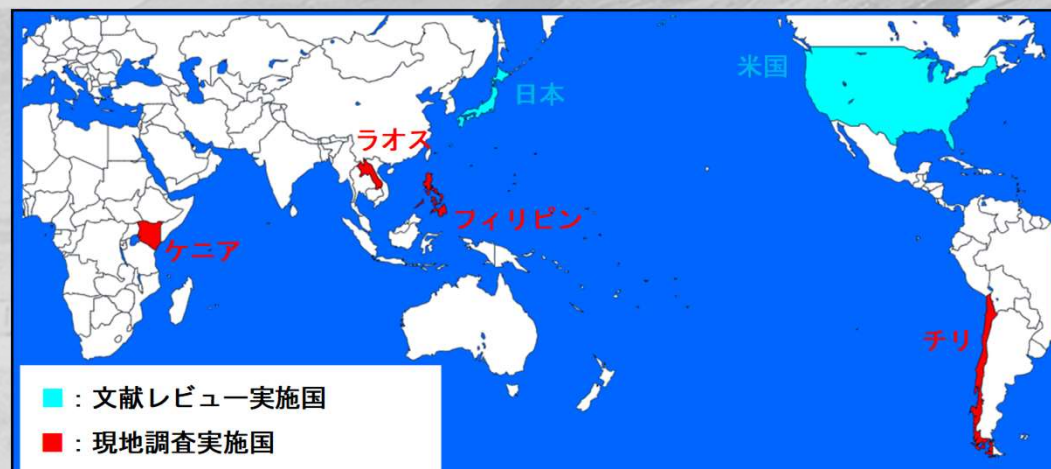 米国
日本
ラオス
フィリピン
ケニア
チリ
■：文献レビュー実施国
■：現地調査実施国